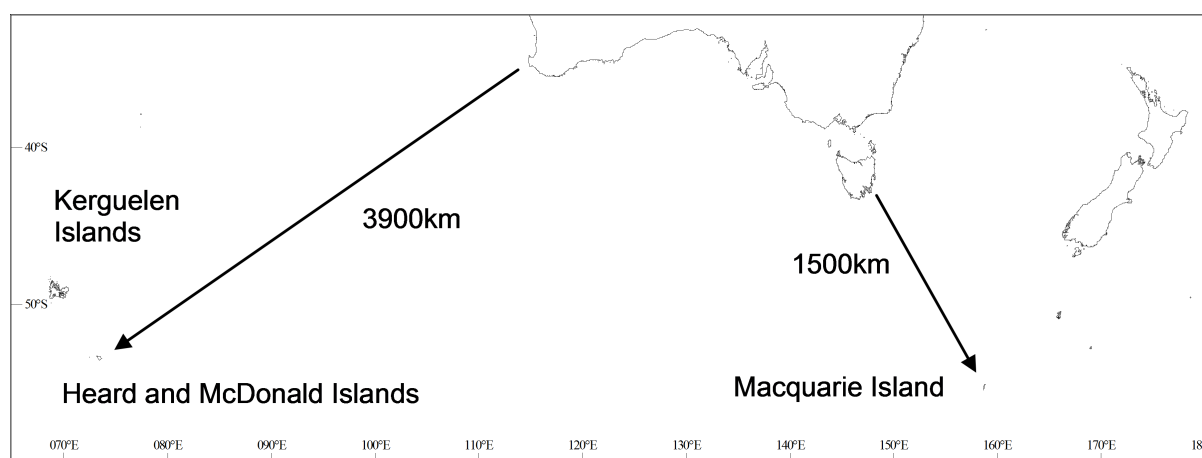 40°S
Kerguelen
Islands
3900km
1500km
50°S
Heard and McDonald Islands
Macquarie Island
070°E 080°E 090°E 100°E 110°E 120°E 130°E 140°E 150°E 160°E 170°E 18